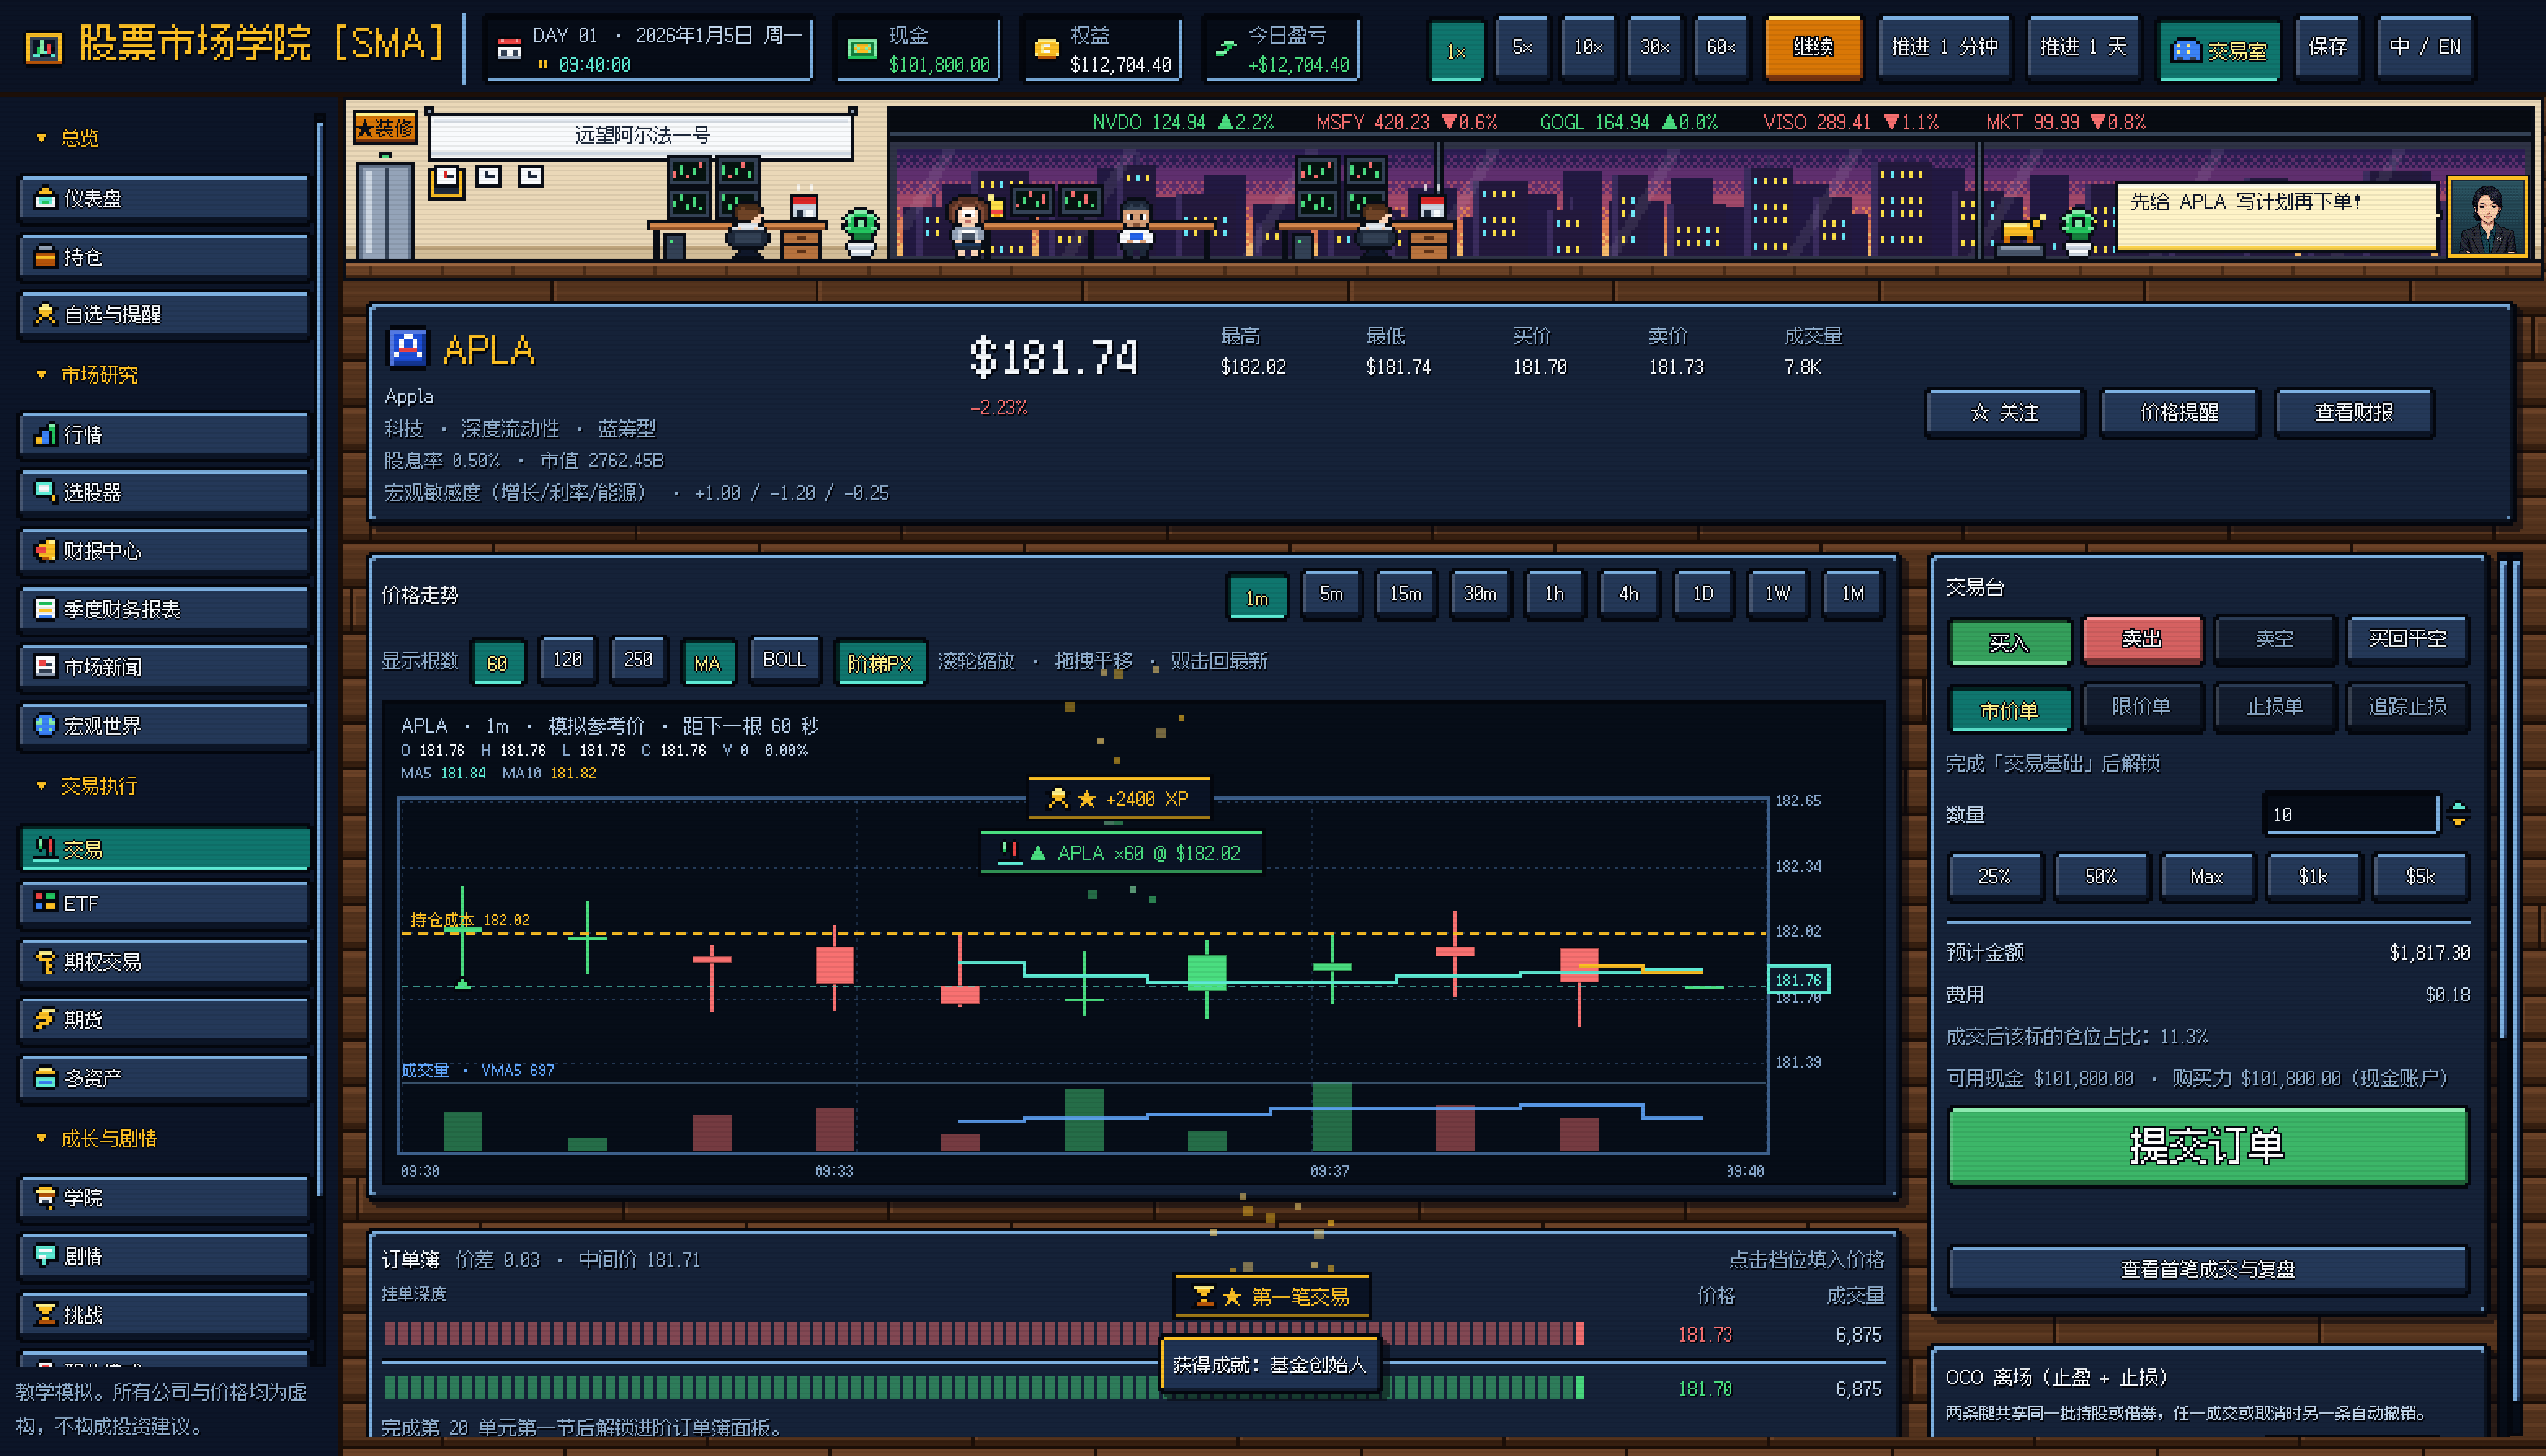 股票市场学院 [SMA]
DAY 01 · 2026年1月5日 周一
09:40:00
现金
$101,800.00
权益
$112,704.40
今日盈亏
+$12,704.40
1x
5x
10x
30x
60x
继续
推进 1 分钟
推进 1 天
交易室
保存
中 / EN
总览
仪表盘
持仓
自选与提醒
市场研究
行情
选股器
财报中心
季度财务报表
市场新闻
宏观世界
交易执行
交易
ETF
期权交易
期货
多资产
成长与剧情
学院
剧情
挑战
教学模拟。所有公司与价格均为虚
构，不构成投资建议。
★装修
远望阿尔法一号
NVDO 124.94 ▲2.2% MSFY 420.23 ▼0.6% GOGL 164.94 ▲0.0% VISO 289.41 ▼1.1% MKT 99.99 ▼0.8%
先给 APLA 写计划再下单!
APLA
Appla
科技 · 深度流动性 · 蓝筹型
股息率 0.50% · 市值 2762.45B
宏观敏感度 (增长/利率/能源) · +1.00 / -1.20 / -0.25
$181.74
-2.23%
最高
$182.02
最低
$181.74
买价
181.70
卖价
181.73
成交量
7.8K
☆ 关注
价格提醒
查看财报
价格走势
1m
5m
15m
30m
1h
4h
1D
1W
1M
显示根数
60
120
250
MA
BOLL
阶梯PX
滚轮缩放 · 拖拽平移 · 双击回最新
APLA · 1m · 模拟参考价 · 距下一根 60 秒
O 181.76 H 181.76 L 181.76 C 181.76 V 0 0.00%
MA5 181.84 MA10 181.82
★ +2400 XP
▲ APLA x60 @ $182.02
持仓成本 182.02
182.65
182.34
182.02
181.76
181.70
181.39
成交量 · VMA5 697
09:30
09:33
09:37
09:40
订单簿 价差 0.03 · 中间价 181.71
点击档位填入价格
挂单深度
价格
成交量
★ 第一笔交易
181.73
6,875
获得成就: 基金创始人
181.70
6,875
完成第 20 单元第一节后解锁进阶订单簿面板。
交易台
买入
卖出
卖空
买回平空
市价单
限价单
止损单
追踪止损
完成「交易基础」后解锁
数量
10
25%
50%
Max
$1k
$5k
预计金额
$1,817.30
费用
$0.18
成交后该标的仓位占比: 11.3%
可用现金 $101,800.00 · 购买力 $101,800.00 (现金账户)
提交订单
查看首笔成交与复盘
OCO 离场 (止盈 + 止损)
两条腿共享同一批持股或借券，任一成交或取消时另一条自动撤销。